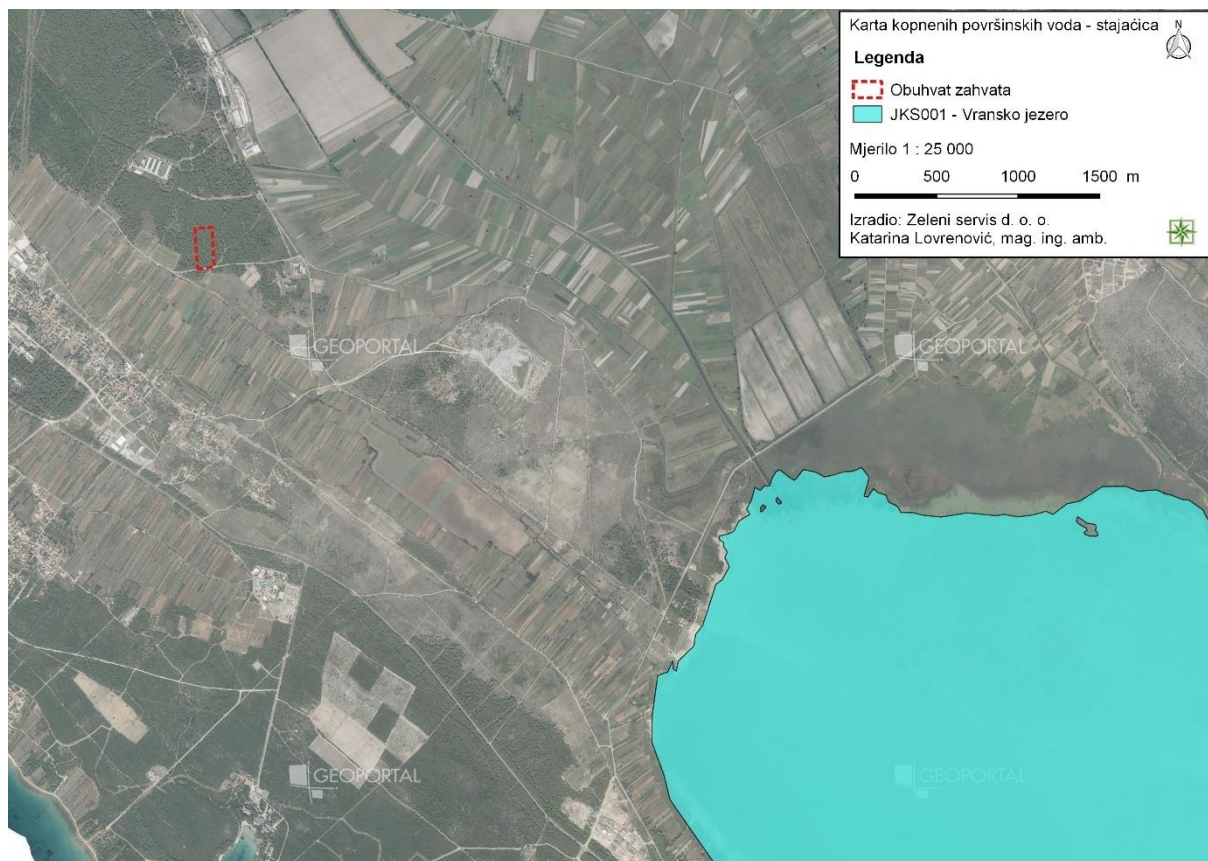 Karta kopnenih površinskih voda - stajaćica
N
Legenda
Obuhvat zahvata
JKS001 - Vransko jezero
Mjerilo 1 : 25 000
0 500 1000 1500 m
Izradio: Zeleni servis d. o. o.
Katarina Lovrenović, mag. ing. amb.
GEOPORTAL
GEOPORTAL
GEOPORTAL
GEOPORTAL